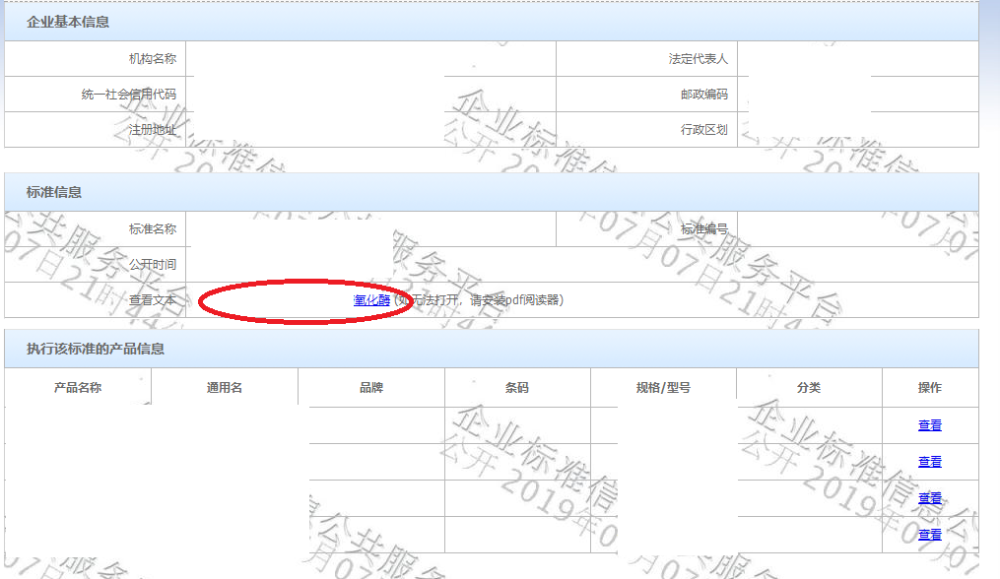 企业基本信息
机构名称 法定代表人
统一社会信用代码 邮政编码
注册地址 行政区划
标准信息
标准名称 标准编号
公开时间
查看文本 氧化酶 (如无法打开，请安装pdf阅读器)
执行该标准的产品信息
产品名称 通用名 品牌 条码 规格/型号 分类 操作
查看
查看
查看
查看
企业标准信息公共服务平台
公开 2019年07月07日21时44分